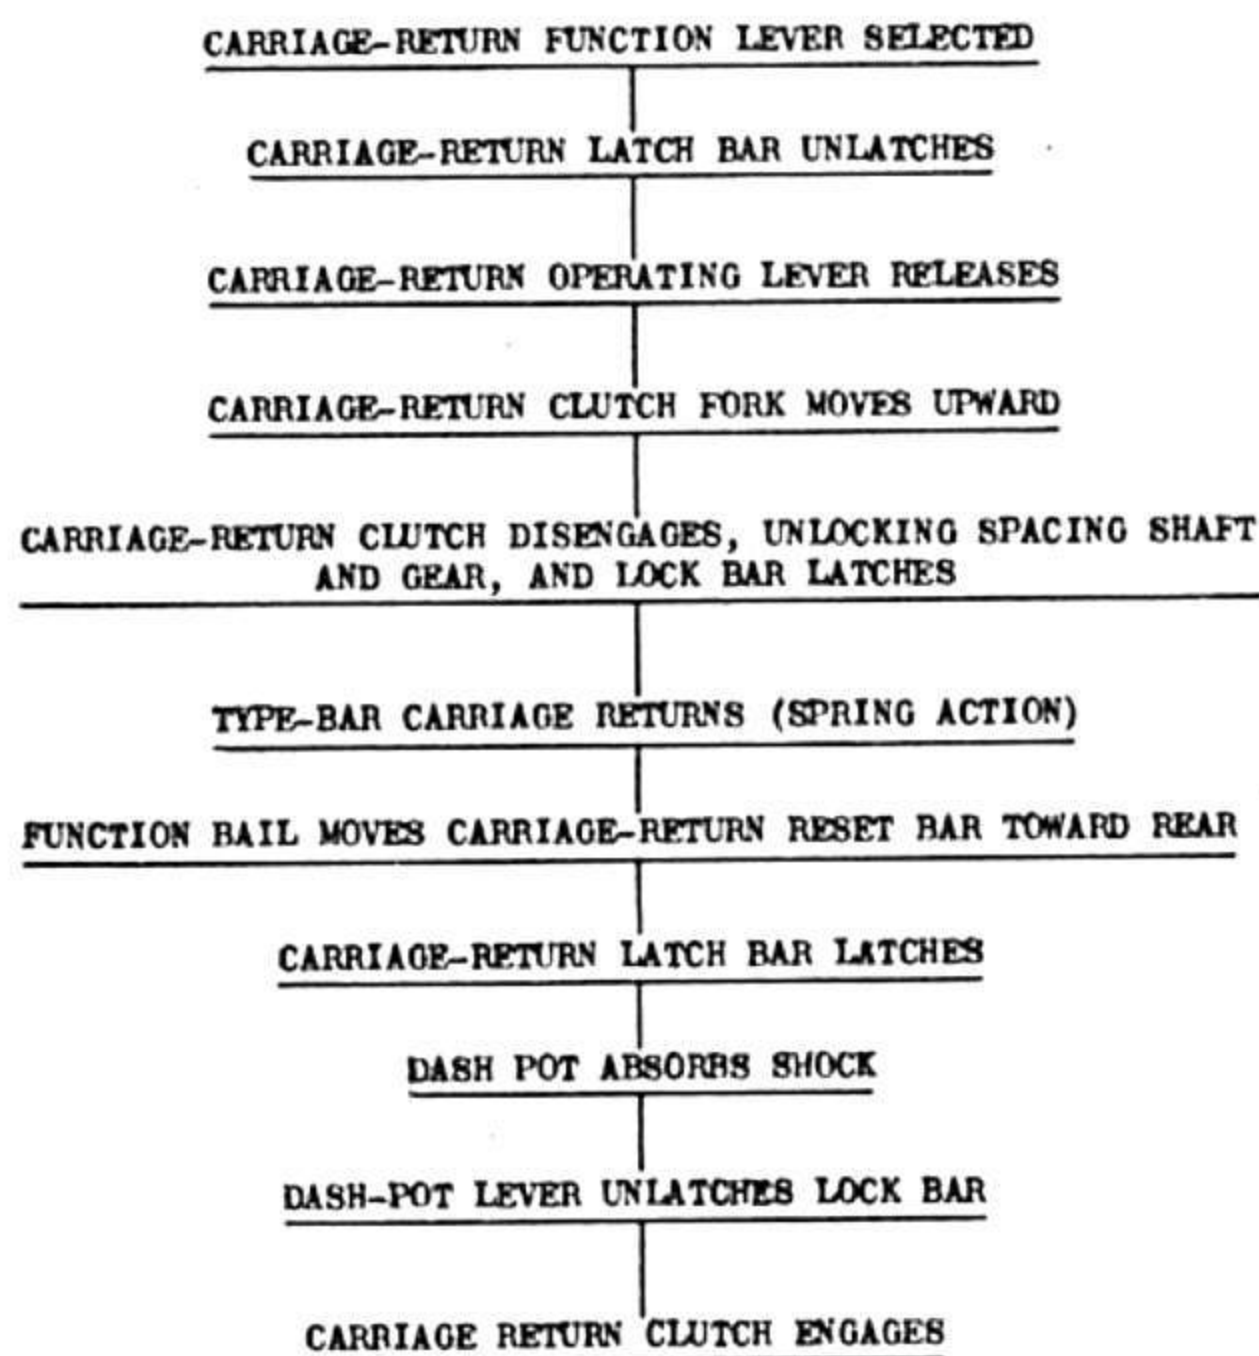 CARRIAGE-RETURN FUNCTION LEVER SELECTED
CARRIAGE-RETURN LATCH BAR UNLATCHES
CARRIAGE-RETURN OPERATING LEVER RELEASES
CARRIAGE-RETURN CLUTCH FORK MOVES UPWARD
CARRIAGE-RETURN CLUTCH DISENGAGES, UNLOCKING SPACING SHAFT
AND GEAR, AND LOCK BAR LATCHES
TYPE-BAR CARRIAGE RETURNS (SPRING ACTION)
FUNCTION BAIL MOVES CARRIAGE-RETURN RESET BAR TOWARD REAR
CARRIAGE-RETURN LATCH BAR LATCHES
DASH POT ABSORBS SHOCK
DASH-POT LEVER UNLATCHES LOCK BAR
CARRIAGE RETURN CLUTCH ENGAGES